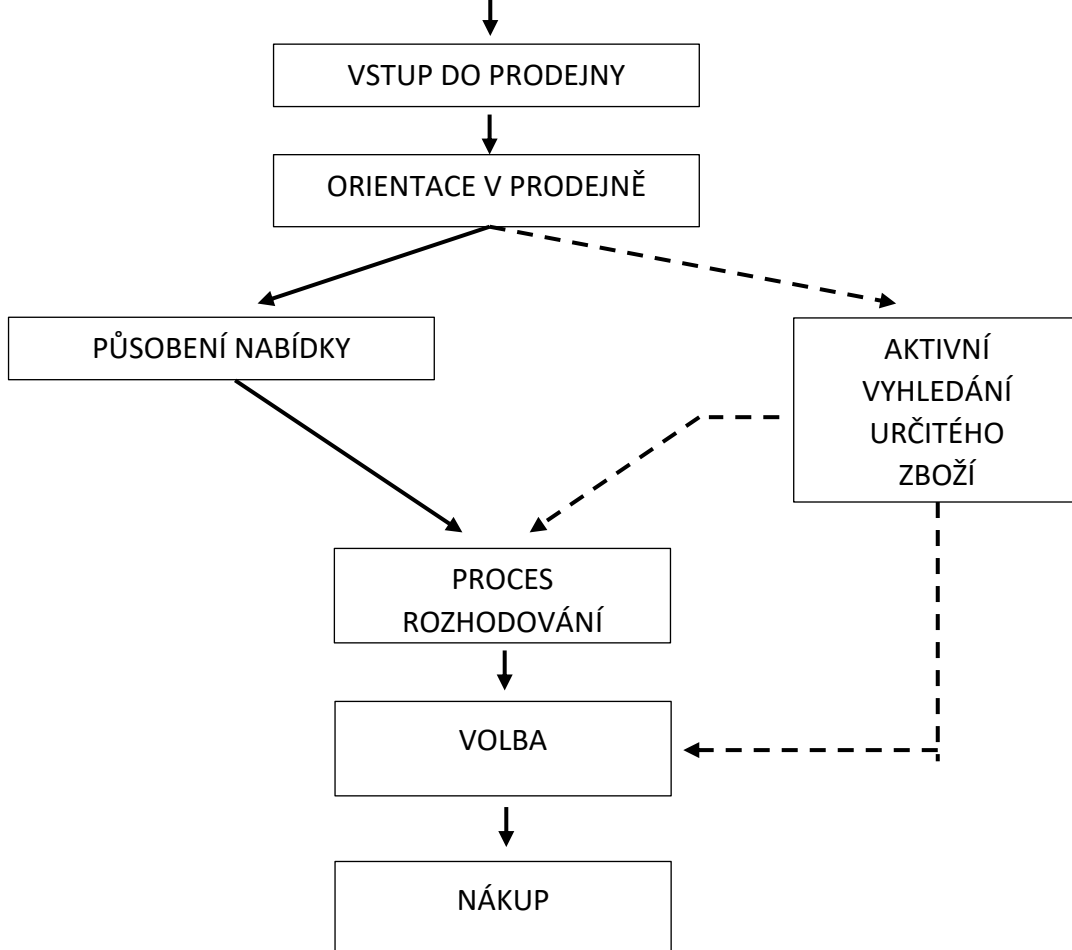 VSTUP DO PRODEJNY
ORIENTACE V PRODEJNĚ
PŮSOBENÍ NABÍDKY
AKTIVNÍ
VYHLEDÁNÍ
URČITÉHO
ZBOŽÍ
PROCES
ROZHODOVÁNÍ
VOLBA
NÁKUP